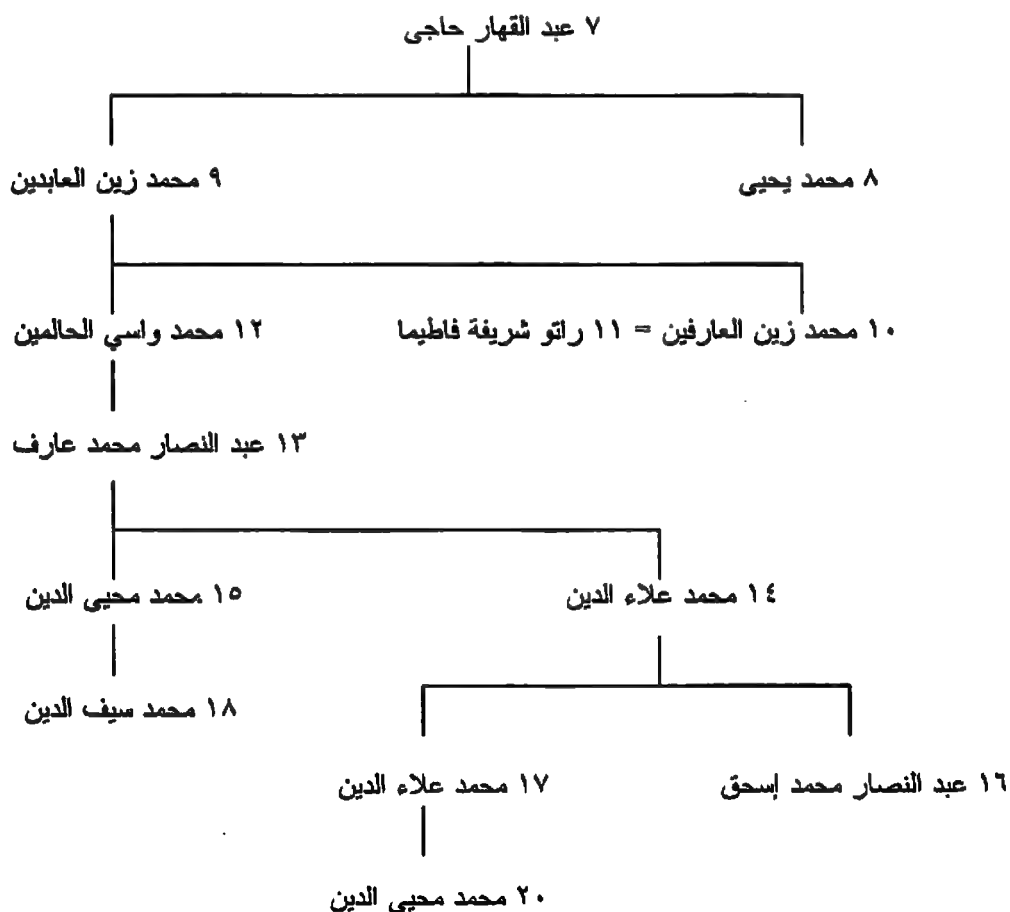 ٧ عبد القهار حاجى
٨ محمد يحيى
٩ محمد زين العابدين
١٠ محمد زين العارفين = ١١ راتو شريفة فاطيما
١٢ محمد واسي الحالمين
١٣ عبد النصار محمد عارف
١٤ محمد علاء الدين
١٥ محمد محيى الدين
١٨ محمد سيف الدين
١٦ عبد النصار محمد إسحق
١٧ محمد علاء الدين
٢٠ محمد محيى الدين